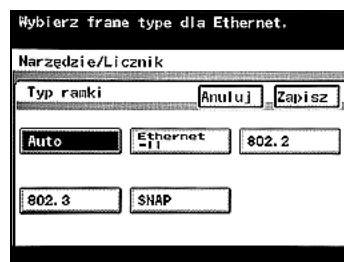 Wybierz frame type dla Ethernet.
Narzędzie/Licznik
Typ ramki
Anuluj
Zapisz
Auto
Ethernet
-II
802.2
802.3
SNAP